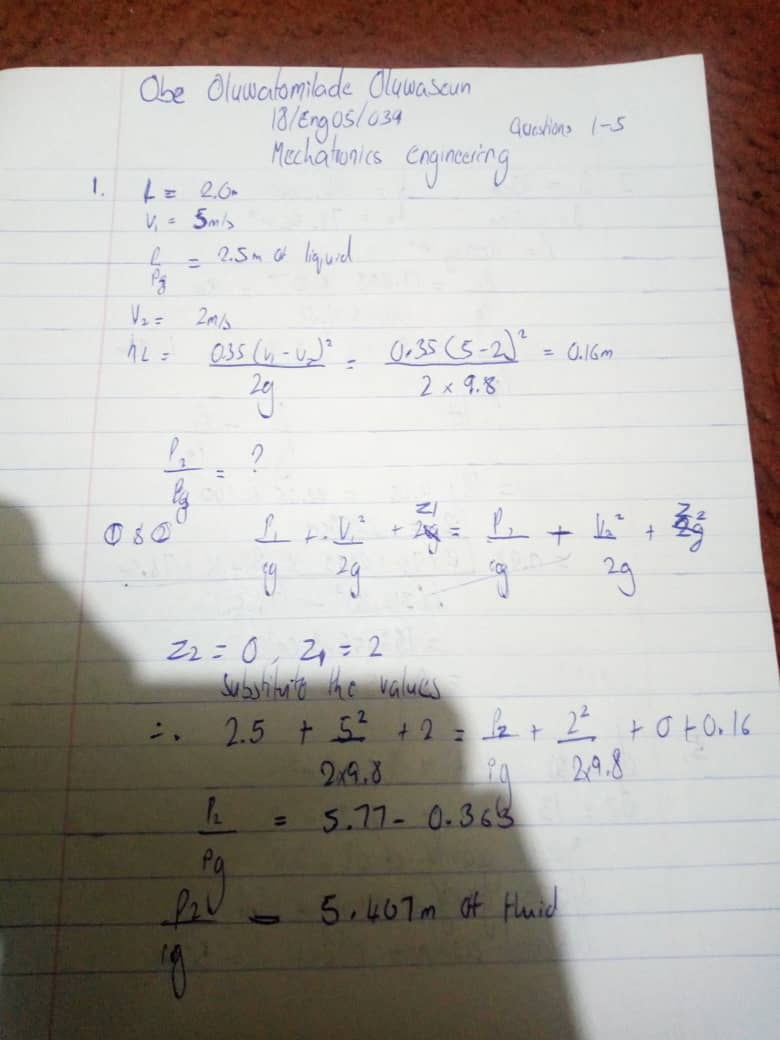 Obe Oluwatomilade Oluwaseun
18/Eng05/039
Questions 1-5
Mechatronics Engineering
1. L = 2.0m
V₁ = 5m/s
P₁/ρg = 2.5m of liquid
V₂ = 2m/s
hL = 0.35(V₁ - V₂)²/2g = 0.35(5-2)²/2 × 9.8 = 0.16m
P₂/ρg = ?
① & ② P₁/ρg + V₁²/2g + Z1 = P₂/ρg + V₂²/2g + Z2
Z2 = 0, Z1 = 2
Substitute the values
∴ 2.5 + 5²/2×9.8 + 2 = P2/ρg + 2²/2×9.8 + 0 + 0.16
P₂/ρg = 5.77 - 0.363
P2/ρg = 5.407m of fluid